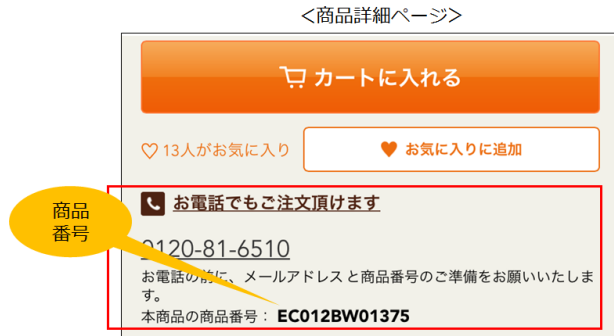 ＜商品詳細ページ＞
カートに入れる
13人がお気に入り
お気に入りに追加
お電話でもご注文頂けます
商品
番号
0120-81-6510
お電話の前に、メールアドレスと商品番号のご準備をお願いいたしま
す。
本商品の商品番号： EC012BW01375